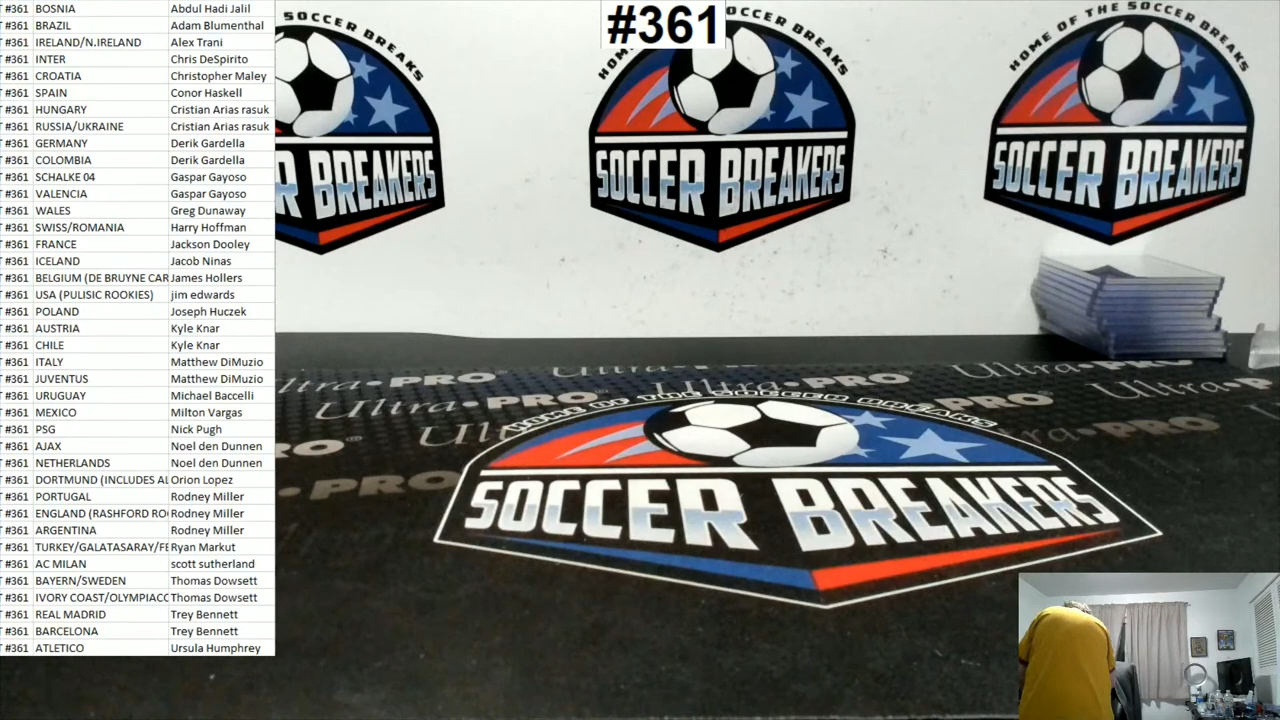 #361
T #361 BOSNIA Abdul Hadi Jalil
T #361 BRAZIL Adam Blumenthal
T #361 IRELAND/N.IRELAND Alex Trani
T #361 INTER Chris DeSpirito
T #361 CROATIA Christopher Maley
T #361 SPAIN Conor Haskell
T #361 HUNGARY Cristian Arias rasuk
T #361 RUSSIA/UKRAINE Cristian Arias rasuk
T #361 GERMANY Derik Gardella
T #361 COLOMBIA Derik Gardella
T #361 SCHALKE 04 Gaspar Gayoso
T #361 VALENCIA Gaspar Gayoso
T #361 WALES Greg Dunaway
T #361 SWISS/ROMANIA Harry Hoffman
T #361 FRANCE Jackson Dooley
T #361 ICELAND Jacob Ninas
T #361 BELGIUM (DE BRUYNE CAR James Hollers
T #361 USA (PULISIC ROOKIES) jim edwards
T #361 POLAND Joseph Huczek
T #361 AUSTRIA Kyle Knar
T #361 CHILE Kyle Knar
T #361 ITALY Matthew DiMuzio
T #361 JUVENTUS Matthew DiMuzio
T #361 URUGUAY Michael Baccelli
T #361 MEXICO Milton Vargas
T #361 PSG Nick Pugh
T #361 AJAX Noel den Dunnen
T #361 NETHERLANDS Noel den Dunnen
T #361 DORTMUND (INCLUDES AL Orion Lopez
T #361 PORTUGAL Rodney Miller
T #361 ENGLAND (RASHFORD RO Rodney Miller
T #361 ARGENTINA Rodney Miller
T #361 TURKEY/GALATASARAY/FE Ryan Markut
T #361 AC MILAN scott sutherland
T #361 BAYERN/SWEDEN Thomas Dowsett
T #361 IVORY COAST/OLYMPIACO Thomas Dowsett
T #361 REAL MADRID Trey Bennett
T #361 BARCELONA Trey Bennett
T #361 ATLETICO Ursula Humphrey
SOCCER BREAKS
R BREAKERS
SOCCER BREAKS
SOCCER BREAKERS
HOME OF THE SOCCER BREAKS
SOCCER BREAKERS
Ultra•PRO Ultra•PRO Ultra•PRO
HOME OF THE SOCCER BREAKS
SOCCER BREAKERS